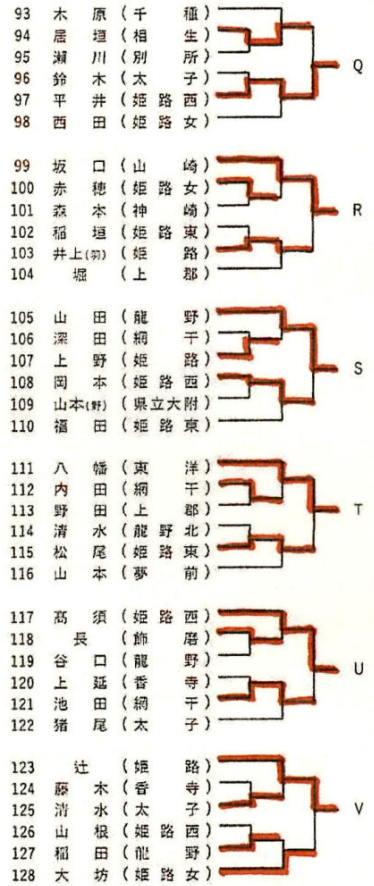 93 木原（千種）
94 居垣（相生）
95 瀬川（別所）
96 鈴木（太子）
97 平井（姫路西）
98 西田（姫路女）
Q
99 坂口（山崎）
100 赤穂（姫路女）
101 森本（神崎）
102 稲垣（姫路東）
103 井上(羽)（姫路）
104 堀（上郡）
R
105 山田（龍野）
106 深田（網干）
107 上野（姫路）
108 岡本（姫路西）
109 山本(野)（県立大附）
110 福田（姫路東）
S
111 八幡（東洋）
112 内田（網干）
113 野田（上郡）
114 清水（龍野北）
115 松尾（姫路東）
116 山本（夢前）
T
117 高須（姫路西）
118 長（飾磨）
119 谷口（龍野）
120 上延（香寺）
121 池田（網干）
122 猪尾（太子）
U
123 辻（姫路）
124 藤木（香寺）
125 清水（太子）
126 山根（姫路西）
127 稲田（龍野）
128 大坊（姫路女）
V